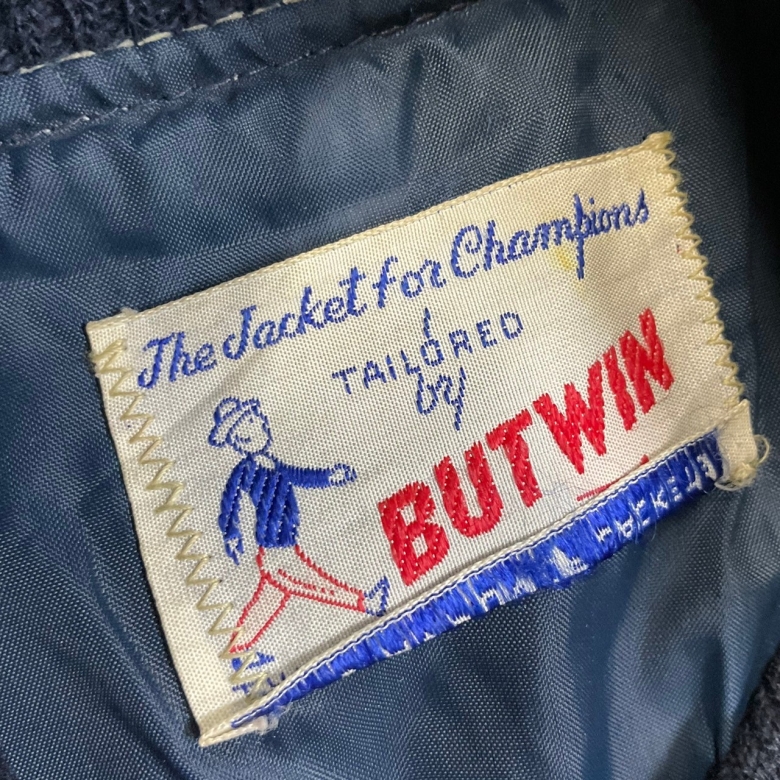 The Jacket for Champions
TAILORED
by
BUTWIN